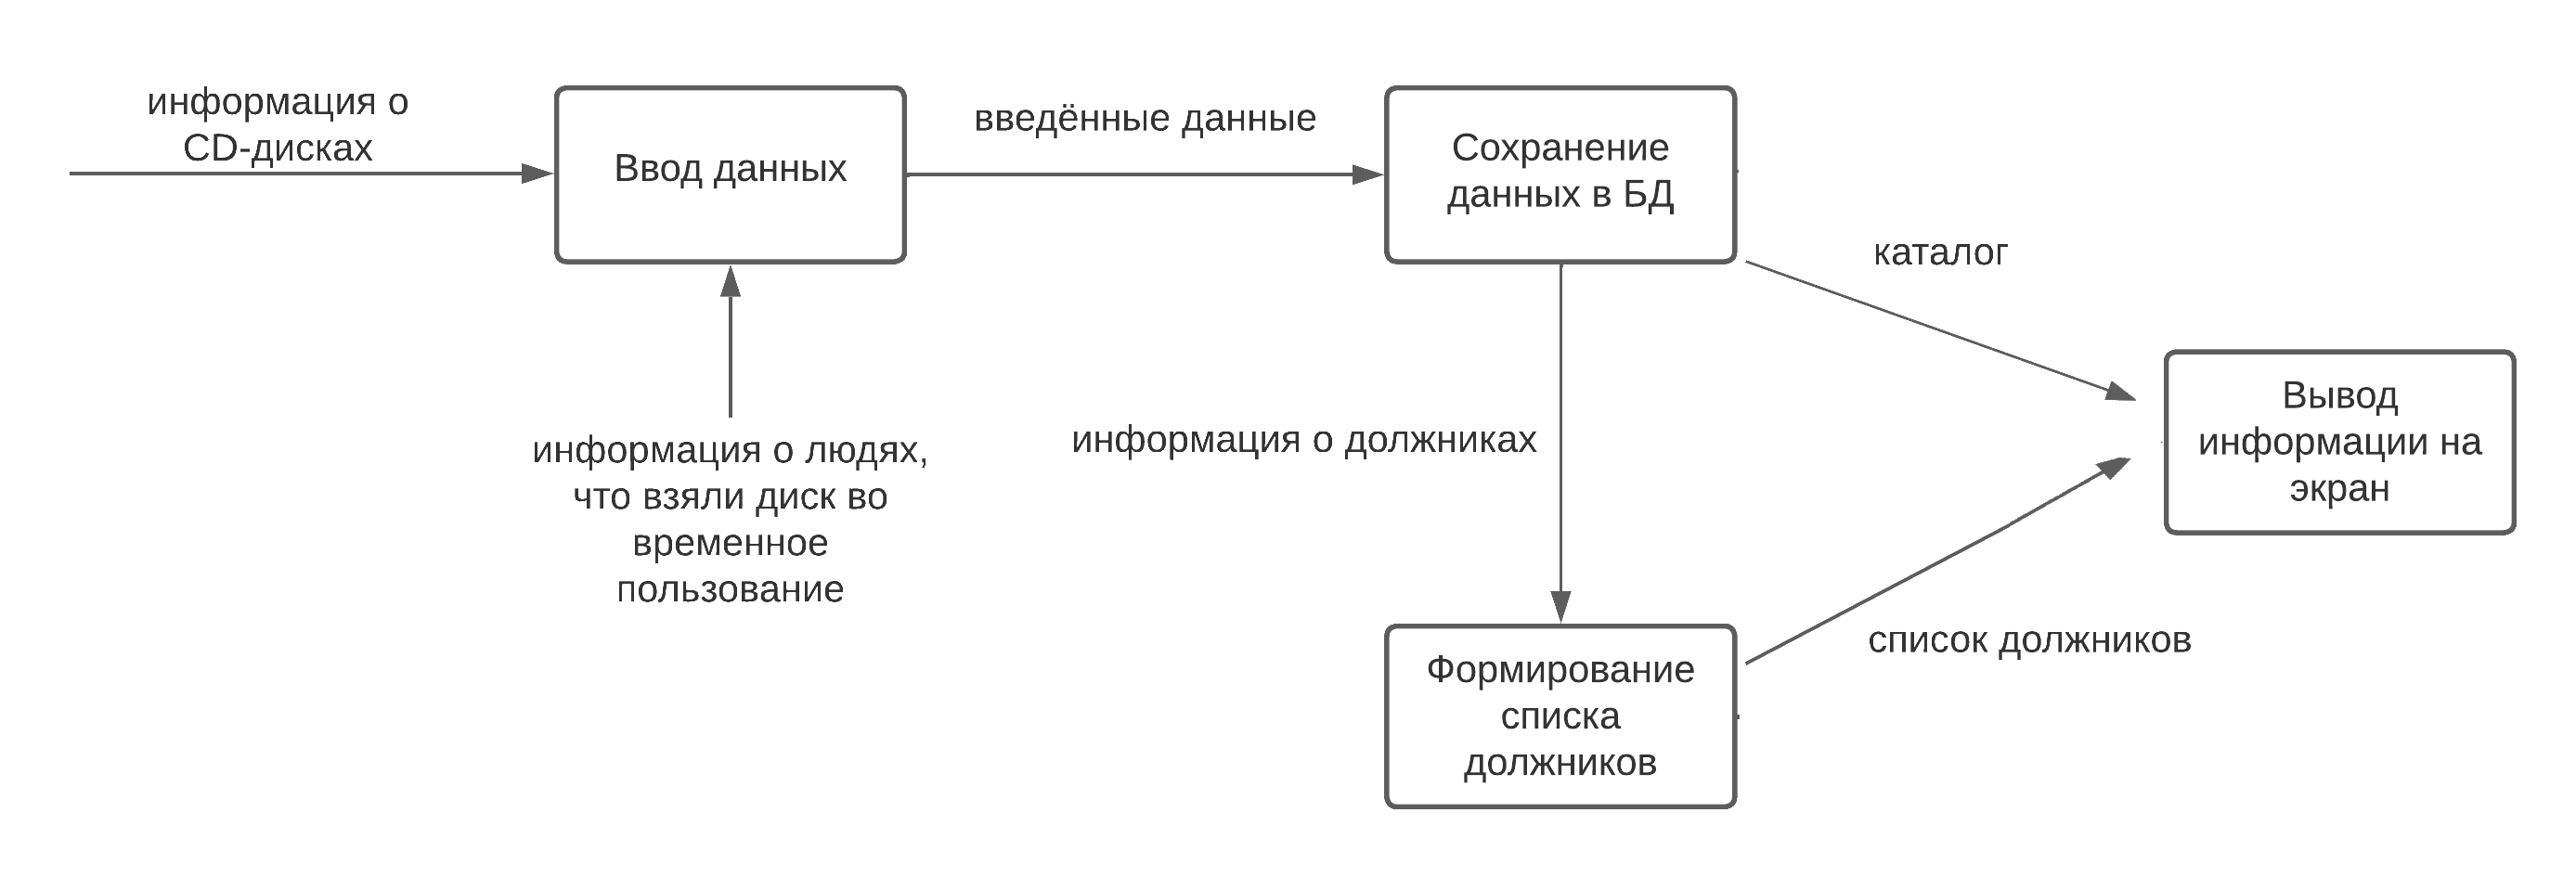 информация о
CD-дисках
Ввод данных
введённые данные
Сохранение
данных в БД
каталог
информация о людях,
что взяли диск во
временное
пользование
информация о должниках
Вывод
информации на
экран
Формирование
списка
должников
список должников